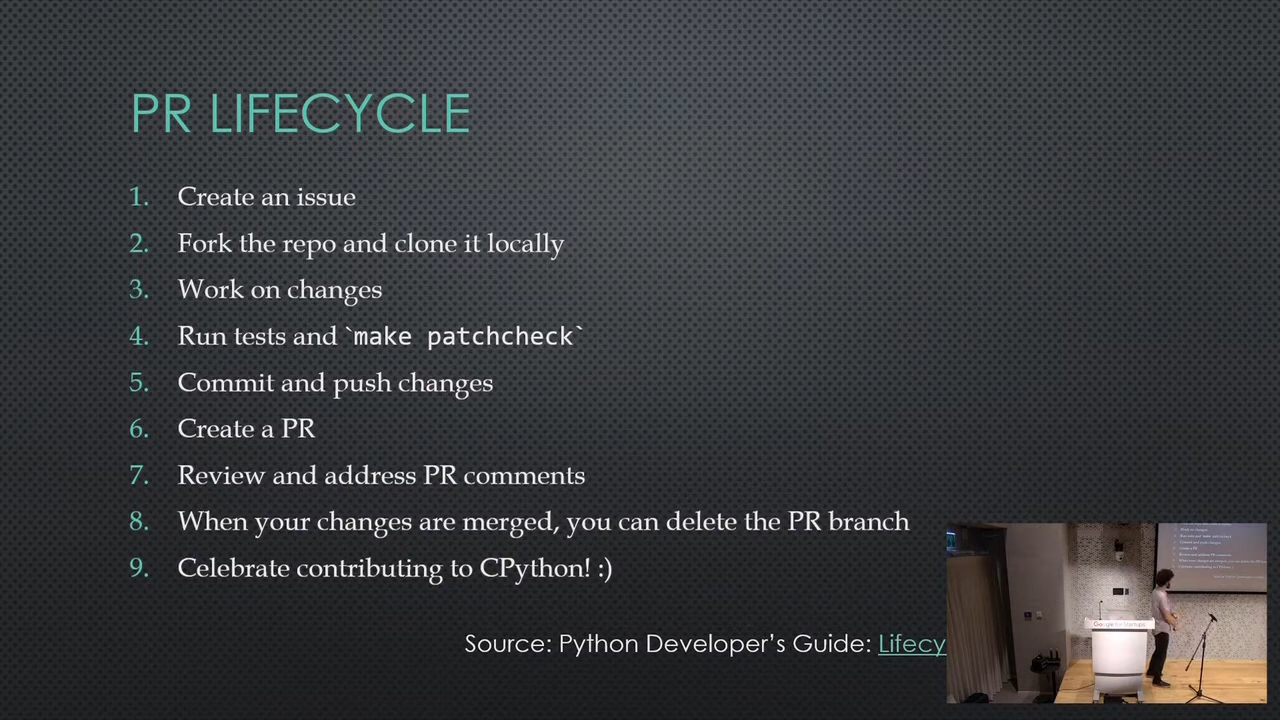 PR LIFECYCLE
1. Create an issue
2. Fork the repo and clone it locally
3. Work on changes
4. Run tests and `make patchcheck`
5. Commit and push changes
6. Create a PR
7. Review and address PR comments
8. When your changes are merged, you can delete the PR branch
9. Celebrate contributing to CPython! :)
Source: Python Developer’s Guide: Lifecy
Google for Startups